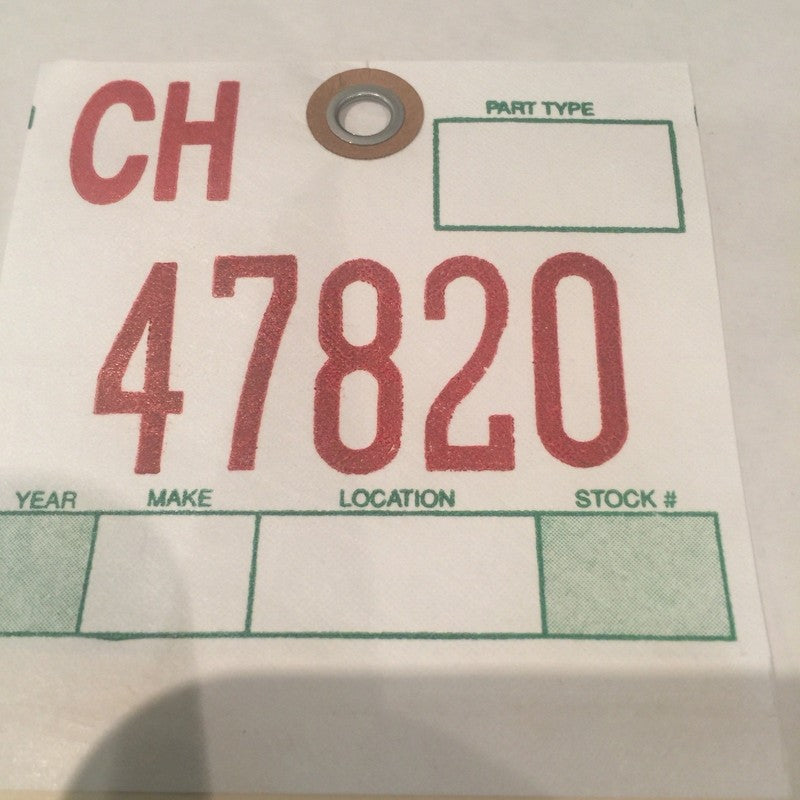 CH
PART TYPE
47820
YEAR MAKE LOCATION STOCK #